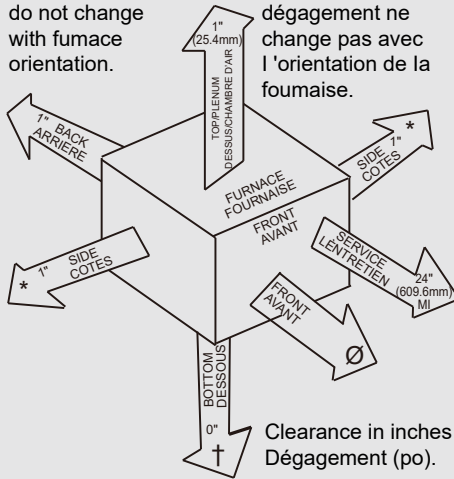 do not change
with fumace
orientation.
dégagement ne
change pas avec
l 'orientation de la
foumaise.
1"
(25.4mm)
TOP/PLENUM
DESSUS/CHAMBRE D'AIR
1" BACK
ARRIERE
SIDE 1" *
COTES
FURNACE
FOURNAISE
FRONT
AVANT
* 1" SIDE
COTES
SERVICE
LÉNTRETIEN
24"
(609.6mm)
MI
FRONT
AVANT
Ø
BOTTOM
DESSOUS
0"
†
Clearance in inches
Dégagement (po).